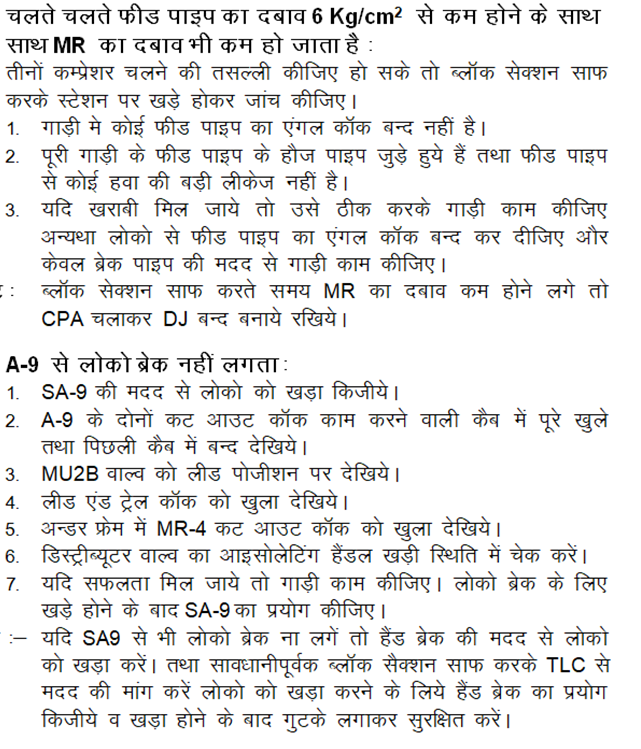 चलते चलते फीड पाइप का दबाव 6 Kg/cm² से कम होने के साथ
साथ MR का दबाव भी कम हो जाता है :
तीनों कम्प्रेशर चलने की तसल्ली कीजिए हो सके तो ब्लॉक सेक्शन साफ
करके स्टेशन पर खड़े होकर जांच कीजिए।
1. गाड़ी मे कोई फीड पाइप का एंगल कॉक बन्द नहीं है।
2. पूरी गाड़ी के फीड पाइप के हौज पाइप जुड़े हुये हैं तथा फीड पाइप
से कोई हवा की बड़ी लीकेज नहीं है।
3. यदि खराबी मिल जाये तो उसे ठीक करके गाड़ी काम कीजिए
अन्यथा लोको से फीड पाइप का एंगल कॉक बन्द कर दीजिए और
केवल ब्रेक पाइप की मदद से गाड़ी काम कीजिए।
: ब्लॉक सेक्शन साफ करते समय MR का दबाव कम होने लगे तो
CPA चलाकर DJ बन्द बनाये रखिये।
A-9 से लोको ब्रेक नहीं लगता:
1. SA-9 की मदद से लोको को खड़ा किजीये।
2. A-9 के दोनों कट आउट कॉक काम करने वाली कैब में पूरे खुले
तथा पिछली कैब में बन्द देखिये।
3. MU2B वाल्व को लीड पोजीशन पर देखिये।
4. लीड एंड ट्रेल कॉक को खुला देखिये।
5. अन्डर फ्रेम में MR-4 कट आउट कॉक को खुला देखिये।
6. डिस्ट्रीब्यूटर वाल्व का आइसोलेटिंग हैंडल खड़ी स्थिति में चेक करें।
7. यदि सफलता मिल जाये तो गाड़ी काम कीजिए। लोको ब्रेक के लिए
खड़े होने के बाद SA-9 का प्रयोग कीजिए।
:– यदि SA9 से भी लोको ब्रेक ना लगें तो हैंड ब्रेक की मदद से लोको
को खड़ा करें। तथा सावधानीपूर्वक ब्लॉक सैक्शन साफ करके TLC से
मदद की मांग करें लोको को खड़ा करने के लिये हैंड ब्रेक का प्रयोग
किजीये व खड़ा होने के बाद गुटके लगाकर सुरक्षित करें।